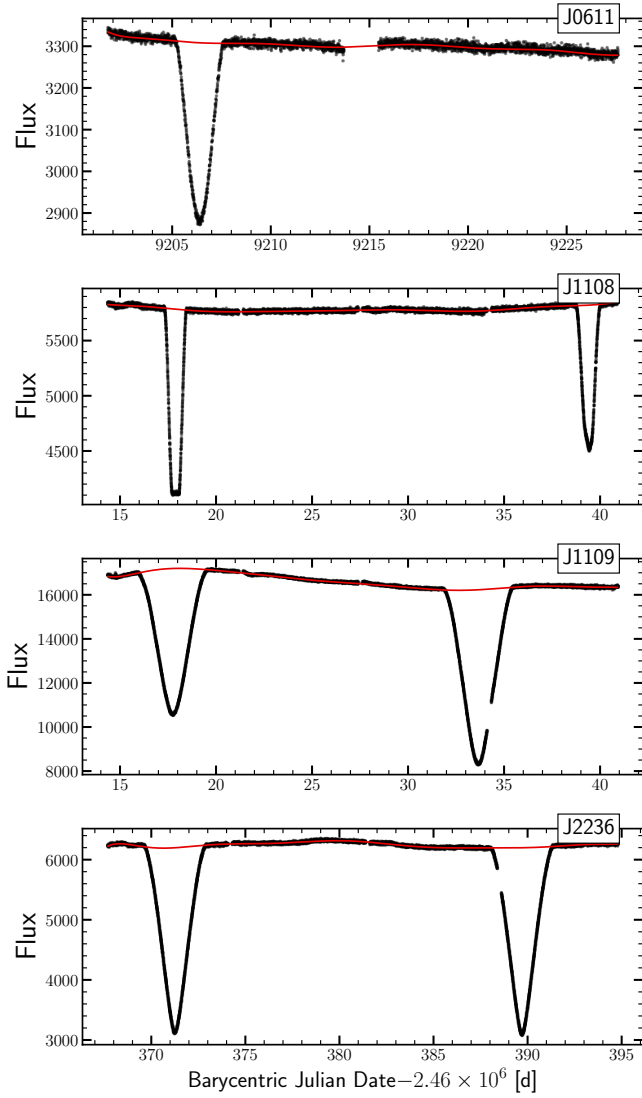 J0611
3300
3200
3100
3000
2900
Flux
9205 9210 9215 9220 9225
J1108
5500
5000
4500
Flux
15 20 25 30 35 40
J1109
16000
14000
12000
10000
8000
Flux
15 20 25 30 35 40
J2236
6000
5000
4000
3000
Flux
370 375 380 385 390 395
Barycentric Julian Date−2.46 × 10⁶ [d]